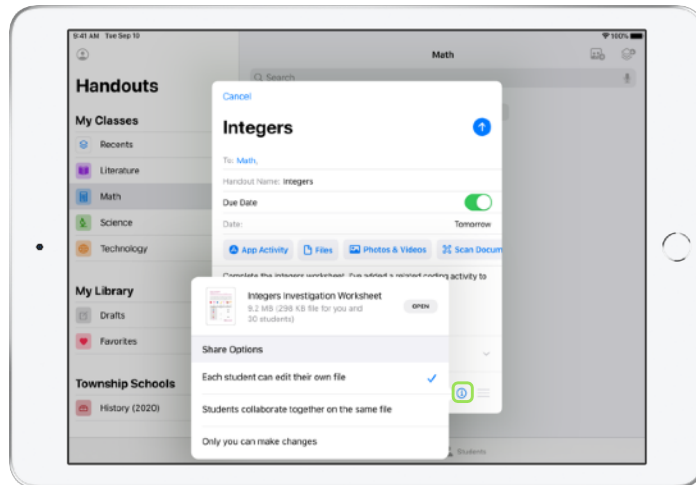 9:41 AM Tue Sep 10
100%
Math
Handouts
Search
My Classes
Recents
Literature
Math
Science
Technology
My Library
Drafts
Favorites
Township Schools
History (2020)
Cancel
Integers
To: Math,
Handout Name: Integers
Due Date
Date: Tomorrow
App Activity Files Photos & Videos Scan Docum
Complete the integers worksheet. I've added a related coding activity to
Integers Investigation Worksheet
9.2 MB (298 KB file for you and
30 students)
OPEN
Share Options
Each student can edit their own file
Students collaborate together on the same file
Only you can make changes
Students